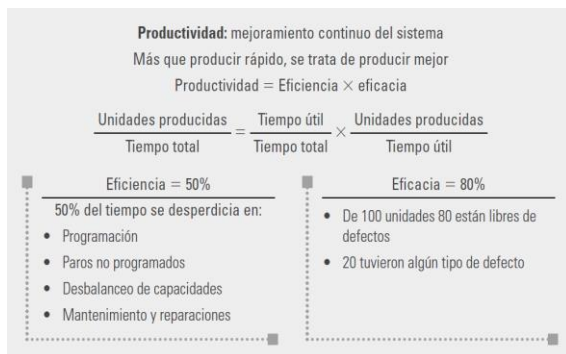 Productividad: mejoramiento continuo del sistema
Más que producir rápido, se trata de producir mejor
Productividad = Eficiencia × eficacia
Unidades producidas / Tiempo total = Tiempo útil / Tiempo total × Unidades producidas / Tiempo útil
Eficiencia = 50%
50% del tiempo se desperdicia en:
• Programación
• Paros no programados
• Desbalanceo de capacidades
• Mantenimiento y reparaciones
Eficacia = 80%
• De 100 unidades 80 están libres de
defectos
• 20 tuvieron algún tipo de defecto